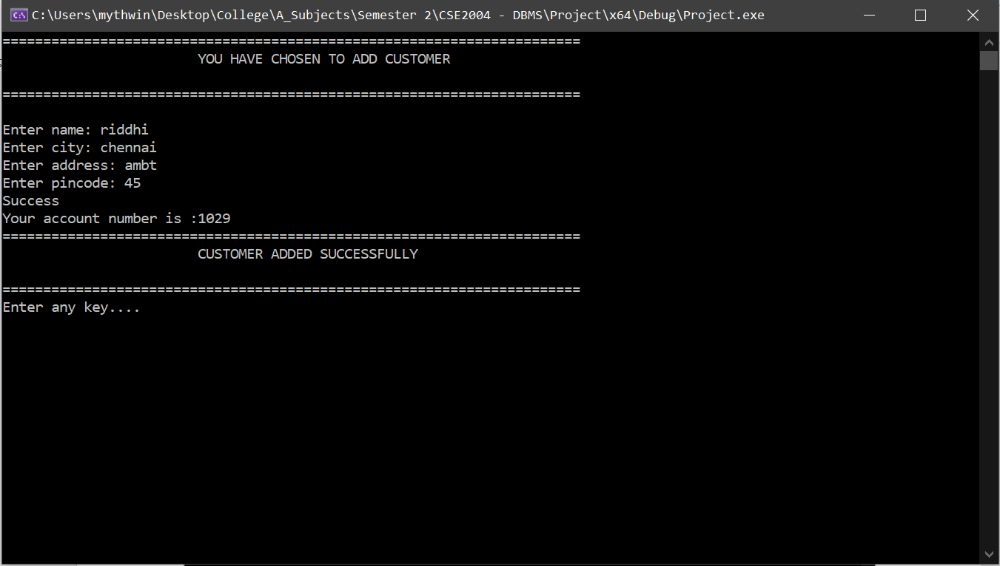 C:\Users\mythwin\Desktop\College\A_Subjects\Semester 2\CSE2004 - DBMS\Project\x64\Debug\Project.exe
=======================================================================
YOU HAVE CHOSEN TO ADD CUSTOMER
=======================================================================
Enter name: riddhi
Enter city: chennai
Enter address: ambt
Enter pincode: 45
Success
Your account number is :1029
=======================================================================
CUSTOMER ADDED SUCCESSFULLY
=======================================================================
Enter any key....